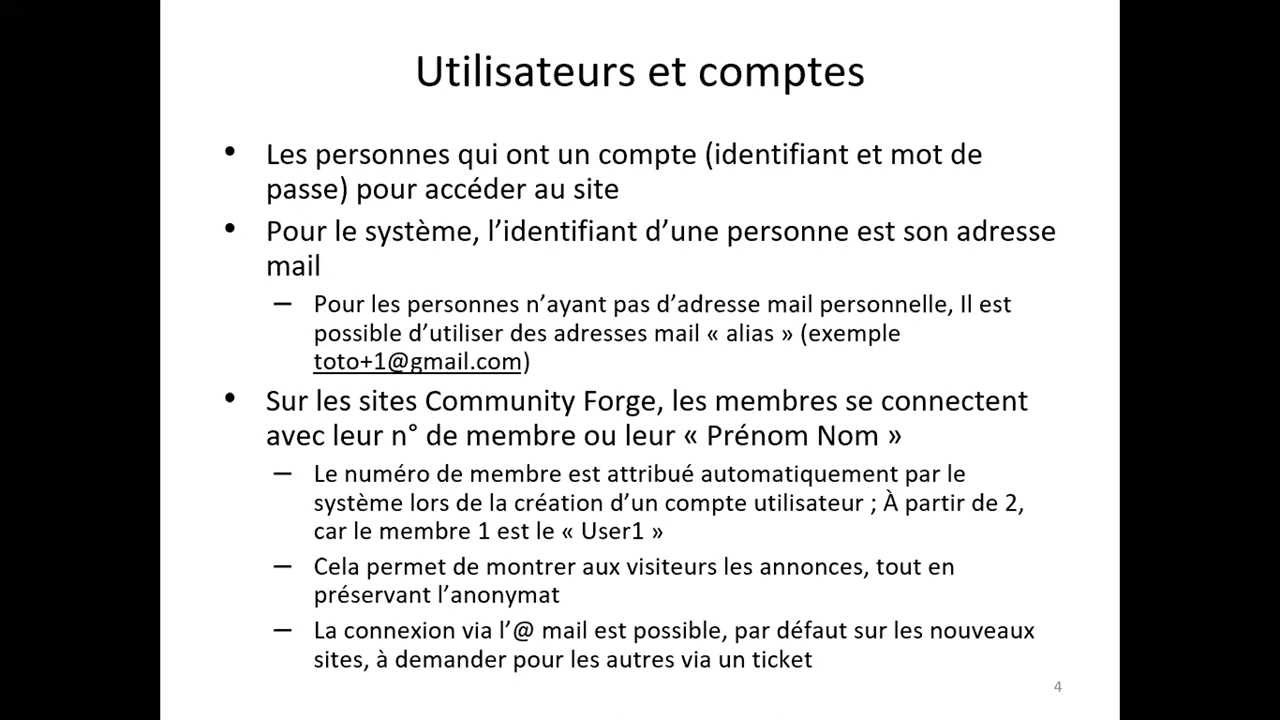 Utilisateurs et comptes
• Les personnes qui ont un compte (identifiant et mot de
passe) pour accéder au site
• Pour le système, l’identifiant d’une personne est son adresse
mail
– Pour les personnes n’ayant pas d’adresse mail personnelle, Il est
possible d’utiliser des adresses mail « alias » (exemple
toto+1@gmail.com)
• Sur les sites Community Forge, les membres se connectent
avec leur n° de membre ou leur « Prénom Nom »
– Le numéro de membre est attribué automatiquement par le
système lors de la création d’un compte utilisateur ; À partir de 2,
car le membre 1 est le « User1 »
– Cela permet de montrer aux visiteurs les annonces, tout en
préservant l’anonymat
– La connexion via l’@ mail est possible, par défaut sur les nouveaux
sites, à demander pour les autres via un ticket
4